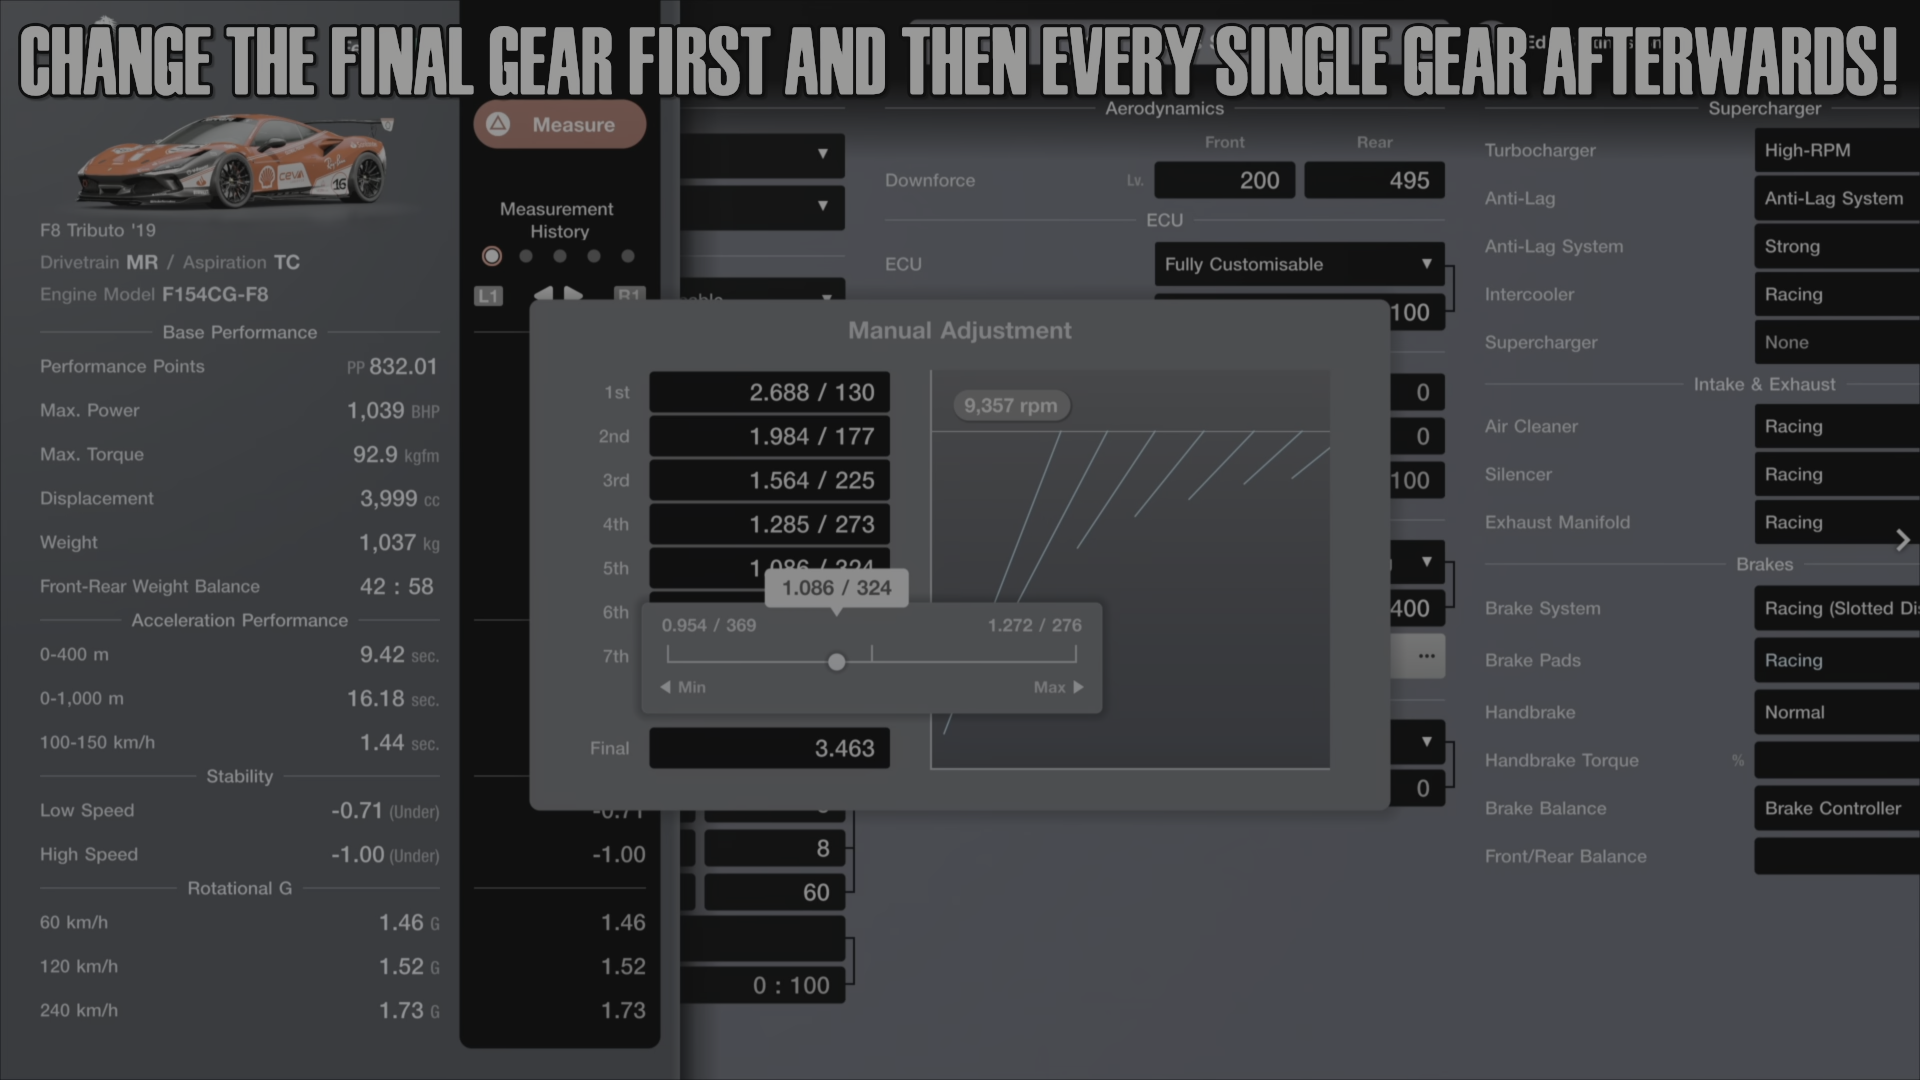 CHANGE THE FINAL GEAR FIRST AND THEN EVERY SINGLE GEAR AFTERWARDS!
F8 Tributo '19
Drivetrain MR / Aspiration TC
Engine Model F154CG-F8
Base Performance
Performance Points PP 832.01
Max. Power 1,039 BHP
Max. Torque 92.9 kgfm
Displacement 3,999 cc
Weight 1,037 kg
Front-Rear Weight Balance 42 : 58
Acceleration Performance
0-400 m 9.42 sec.
0-1,000 m 16.18 sec.
100-150 km/h 1.44 sec.
Stability
Low Speed -0.71 (Under)
High Speed -1.00 (Under)
Rotational G
60 km/h 1.46 G
120 km/h 1.52 G
240 km/h 1.73 G
Measure
Measurement
History
L1 R1
-0.71
-1.00
1.46
1.52
1.73
Manual Adjustment
1st 2.688 / 130
2nd 1.984 / 177
3rd 1.564 / 225
4th 1.285 / 273
5th 1.086 / 324
1.086 / 324
6th
0.954 / 369 1.272 / 276
7th
Min Max
Final 3.463
9,357 rpm
8
60
0 : 100
Aerodynamics
Front Rear
Downforce Lv. 200 495
ECU
ECU Fully Customisable
100
0
0
100
400
...
0
Supercharger
Turbocharger High-RPM
Anti-Lag Anti-Lag System
Anti-Lag System Strong
Intercooler Racing
Supercharger None
Intake & Exhaust
Air Cleaner Racing
Silencer Racing
Exhaust Manifold Racing
Brakes
Brake System Racing (Slotted Dis
Brake Pads Racing
Handbrake Normal
Handbrake Torque %
Brake Balance Brake Controller
Front/Rear Balance
CEVA
16